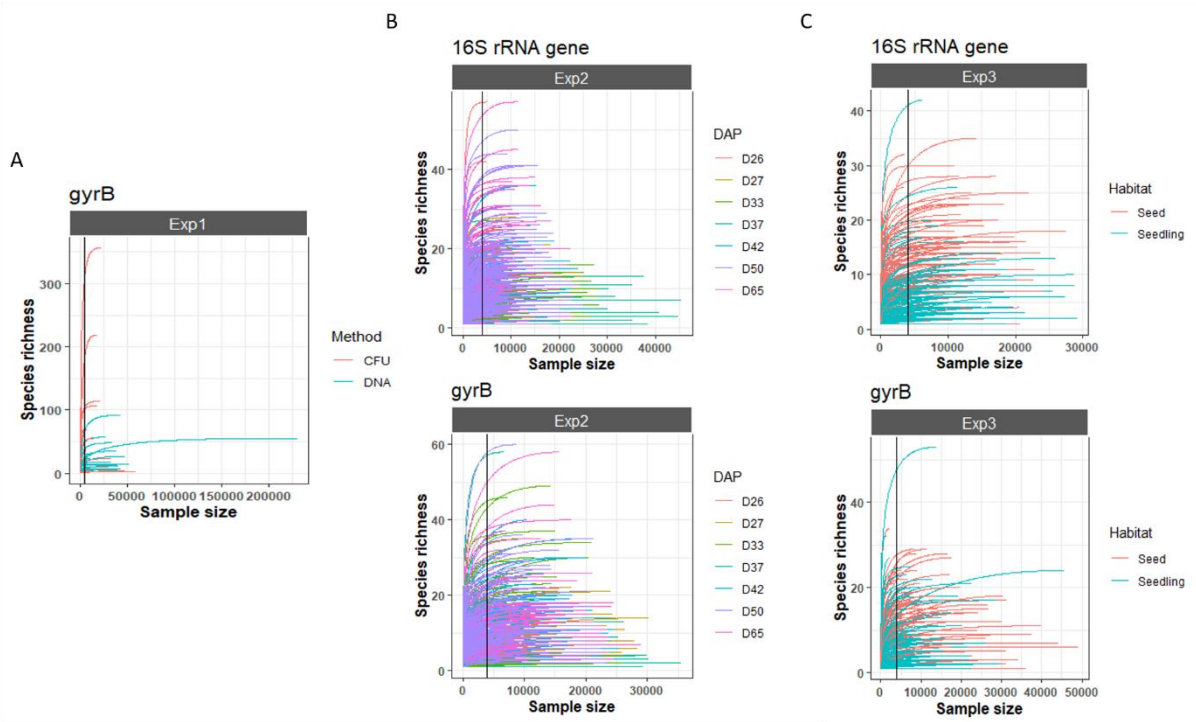 A
gyrB
Exp1
Species richness
300
200
100
0
0 50000 100000 150000 200000
Sample size
Method
CFU
DNA
B
16S rRNA gene
Exp2
Species richness
40
20
0
0 10000 20000 30000 40000
Sample size
DAP
D26
D27
D33
D37
D42
D50
D65
gyrB
Exp2
Species richness
60
40
20
0
0 10000 20000 30000
Sample size
DAP
D26
D27
D33
D37
D42
D50
D65
C
16S rRNA gene
Exp3
Species richness
40
30
20
10
0
0 10000 20000 30000
Sample size
Habitat
Seed
Seedling
gyrB
Exp3
Species richness
40
20
0
0 10000 20000 30000 40000 50000
Sample size
Habitat
Seed
Seedling